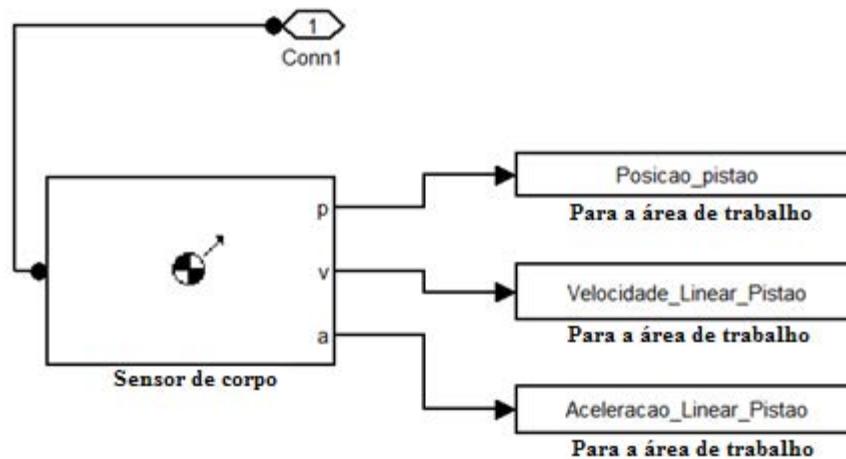 1
Conn1
p
Posicao_pistao
Para a área de trabalho
v
Velocidade_Linear_Pistao
Para a área de trabalho
a
Sensor de corpo
Aceleracao_Linear_Pistao
Para a área de trabalho